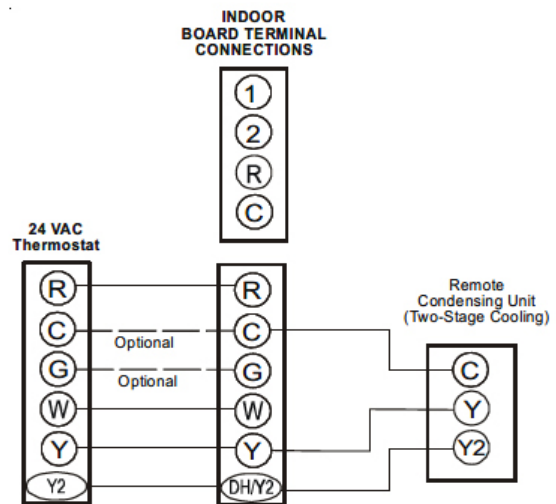 INDOOR
BOARD TERMINAL
CONNECTIONS
1
2
R
C
24 VAC
Thermostat
R
C
G
W
Y
Y2
Optional
Optional
R
C
G
W
Y
DH/Y2
Remote
Condensing Unit
(Two-Stage Cooling)
C
Y
Y2